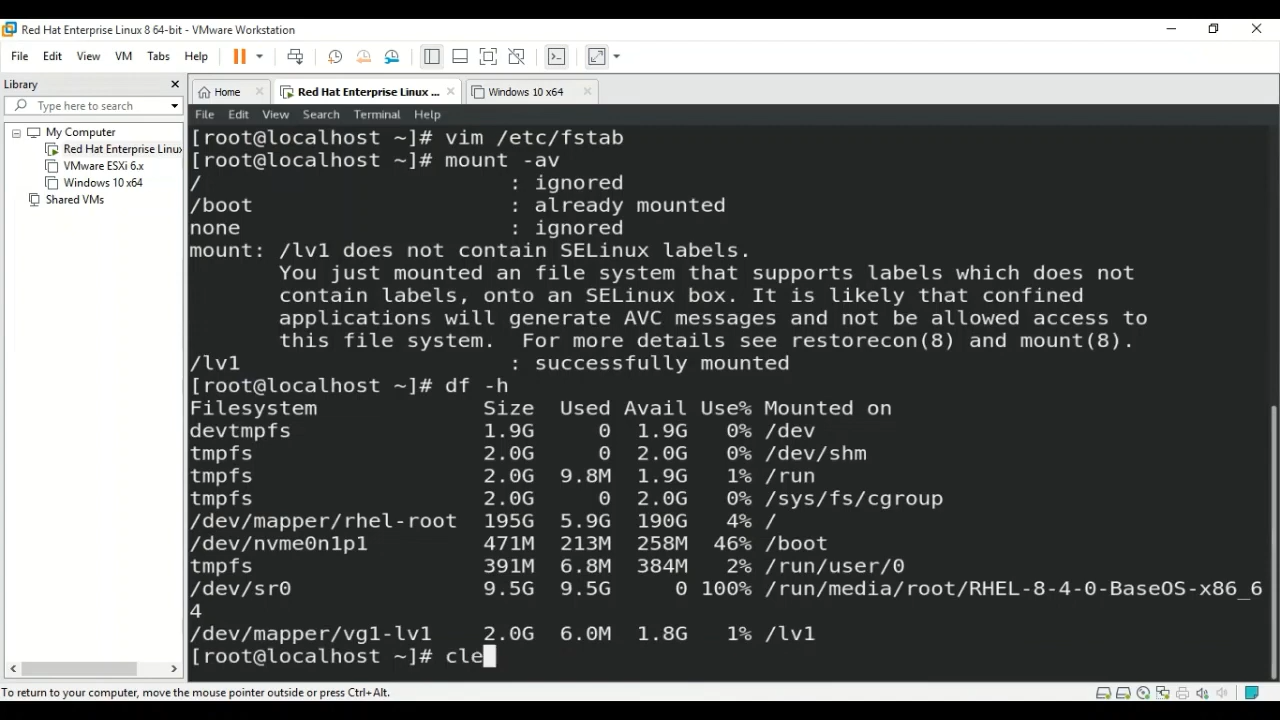 Red Hat Enterprise Linux 8 64-bit - VMware Workstation
File Edit View VM Tabs Help
Library
Type here to search
My Computer
Red Hat Enterprise Linux
VMware ESXi 6.x
Windows 10 x64
Shared VMs
Home Red Hat Enterprise Linux ... Windows 10 x64
File Edit View Search Terminal Help
[root@localhost ~]# vim /etc/fstab
[root@localhost ~]# mount -av
/                        : ignored
/boot                    : already mounted
none                     : ignored
mount: /lv1 does not contain SELinux labels.
       You just mounted an file system that supports labels which does not
       contain labels, onto an SELinux box. It is likely that confined
       applications will generate AVC messages and not be allowed access to
       this file system.  For more details see restorecon(8) and mount(8).
/lv1                     : successfully mounted
[root@localhost ~]# df -h
Filesystem             Size  Used Avail Use% Mounted on
devtmpfs               1.9G     0  1.9G   0% /dev
tmpfs                  2.0G     0  2.0G   0% /dev/shm
tmpfs                  2.0G  9.8M  1.9G   1% /run
tmpfs                  2.0G     0  2.0G   0% /sys/fs/cgroup
/dev/mapper/rhel-root  195G  5.9G  190G   4% /
/dev/nvme0n1p1         471M  213M  258M  46% /boot
tmpfs                  391M  6.8M  384M   2% /run/user/0
/dev/sr0               9.5G  9.5G     0 100% /run/media/root/RHEL-8-4-0-BaseOS-x86_6
4
/dev/mapper/vg1-lv1    2.0G  6.0M  1.8G   1% /lv1
[root@localhost ~]# cle
To return to your computer, move the mouse pointer outside or press Ctrl+Alt.